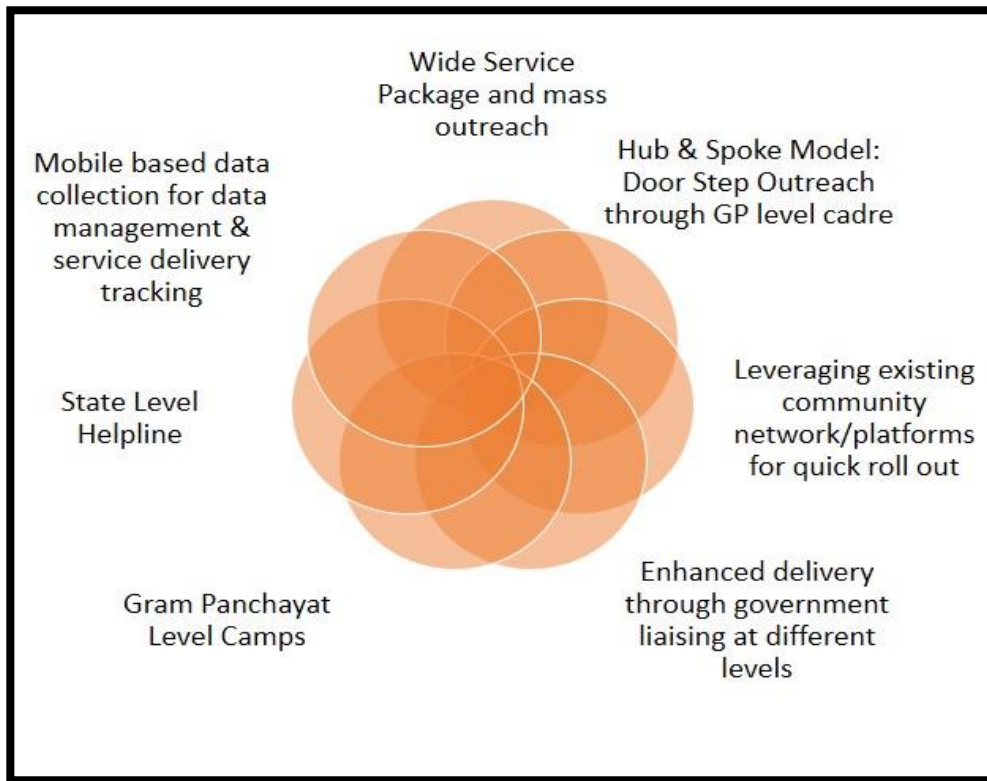 Wide Service
Package and mass
outreach
Hub & Spoke Model:
Door Step Outreach
through GP level cadre
Leveraging existing
community
network/platforms
for quick roll out
Enhanced delivery
through government
liaising at different
levels
Gram Panchayat
Level Camps
State Level
Helpline
Mobile based data
collection for data
management &
service delivery
tracking